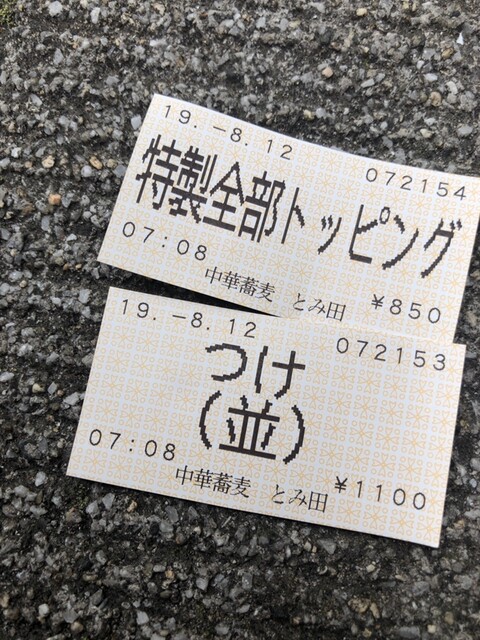 19.-8.12
072154
特製全部トッピング
07:08
中華蕎麦 とみ田
¥850
19.-8.12
072153
つけ
(並)
07:08
中華蕎麦 とみ田
¥1100